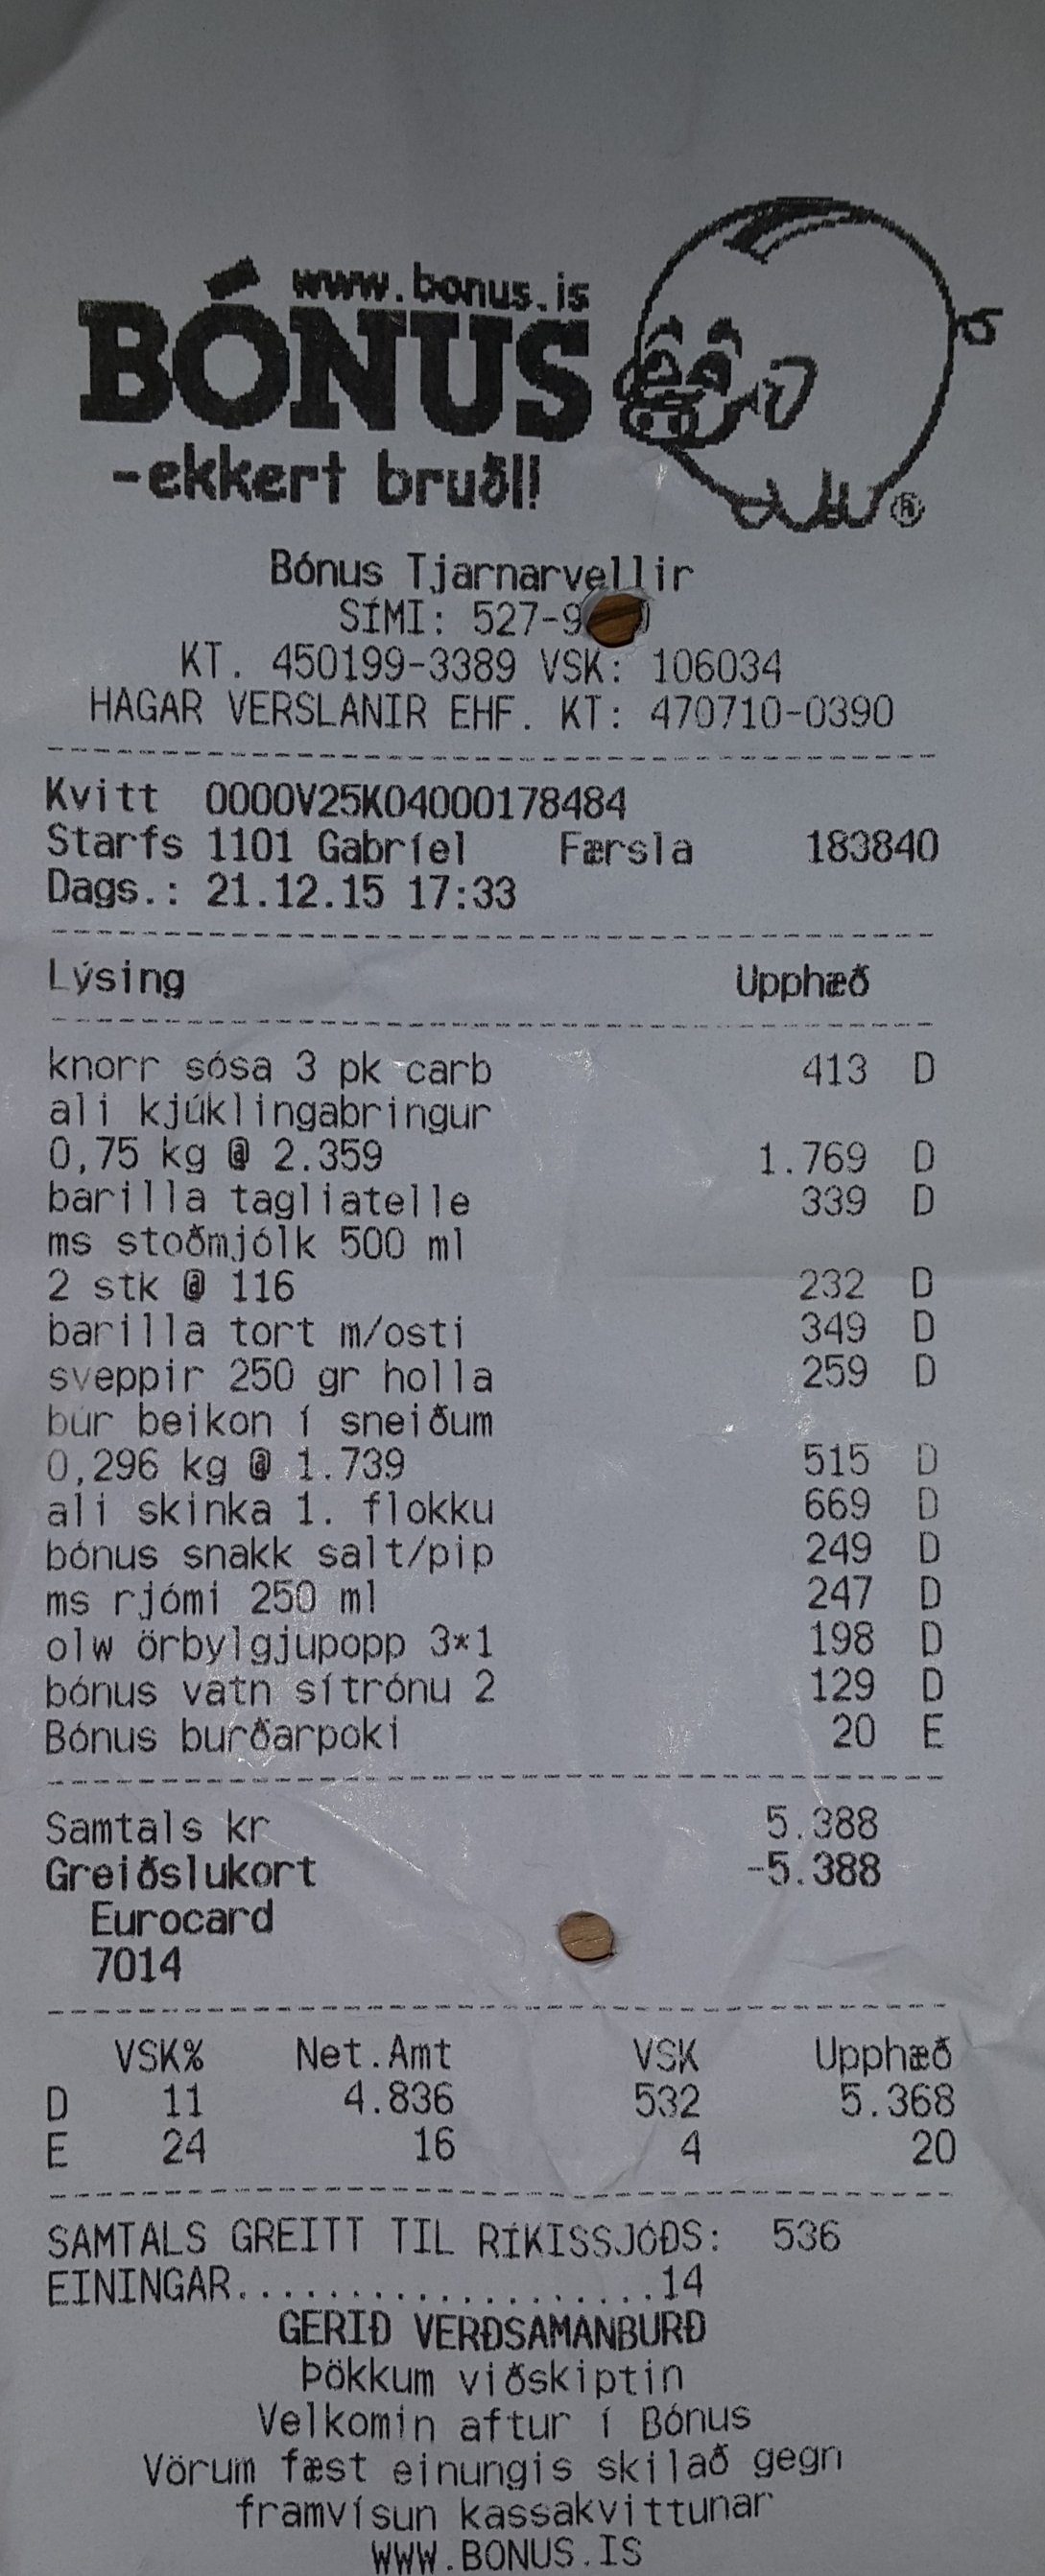 www.bonus.is
BÓNUS
-ekkert bruðl!
Bónus Tjarnarvellir
SÍMI:
KT. 450199-3389 VSK: 106034
HAGAR VERSLANIR EHF. KT: 470710-0390
Kvitt 0000V25K04000178484
Starfs 1101 Gabríel Færsla 183840
Dags.: 21.12.15 17:33
Lýsing Upphæð
knorr sósa 3 pk carb 413 D
ali kjúklingabringur
0,75 kg @ 2.359 1.769 D
barilla tagliatelle 339 D
ms stoðmjólk 500 ml
2 stk @ 116 232 D
barilla tort m/osti 349 D
sveppir 250 gr holla 259 D
búr beikon í sneiðum
0,296 kg @ 1.739 515 D
ali skinka 1. flokku 669 D
bónus snakk salt/pip 249 D
ms rjómi 250 ml 247 D
olw örbylgjupopp 3*1 198 D
bónus vatn sítrónu 2 129 D
Bónus burðarpoki 20 E
Samtals kr 5.388
Greiðslukort -5.388
Eurocard
7014
VSK% Net.Amt VSK Upphæð
D 11 4.836 532 5.368
E 24 16 4 20
SAMTALS GREITT TIL RÍKISSJÓÐS: 536
EININGAR...................14
GERIÐ VERÐSAMANBURÐ
Þökkum viðskiptin
Velkomin aftur í Bónus
Vörum fæst einungis skilað gegn
framvísun kassakvittunar
WWW.BONUS.IS